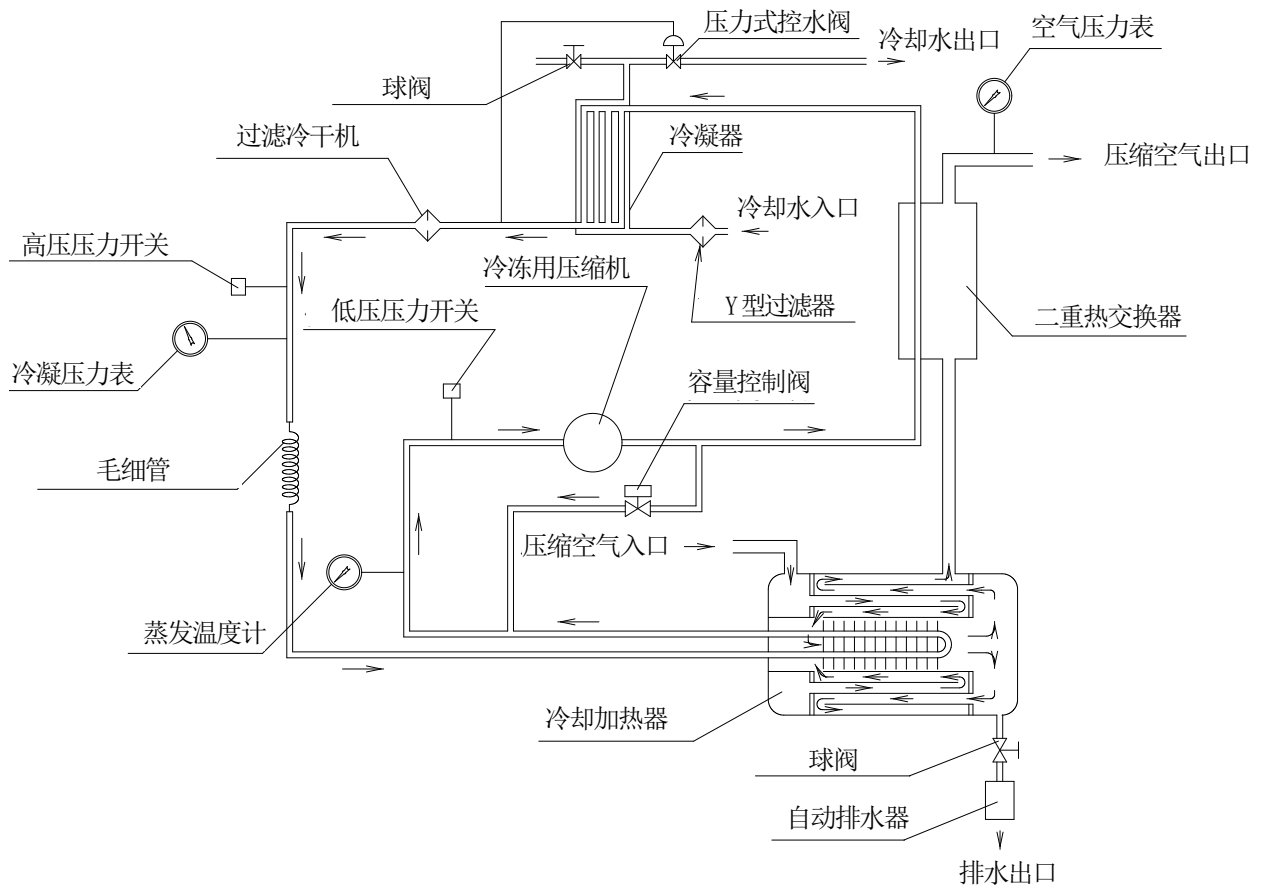 压力式控水阀
冷却水出口
空气压力表
球阀
过滤冷干机
冷凝器
压缩空气出口
冷却水入口
高压压力开关
冷冻用压缩机
低压压力开关
Y型过滤器
二重热交换器
冷凝压力表
容量控制阀
毛细管
压缩空气入口
蒸发温度计
冷却加热器
球阀
自动排水器
排水出口